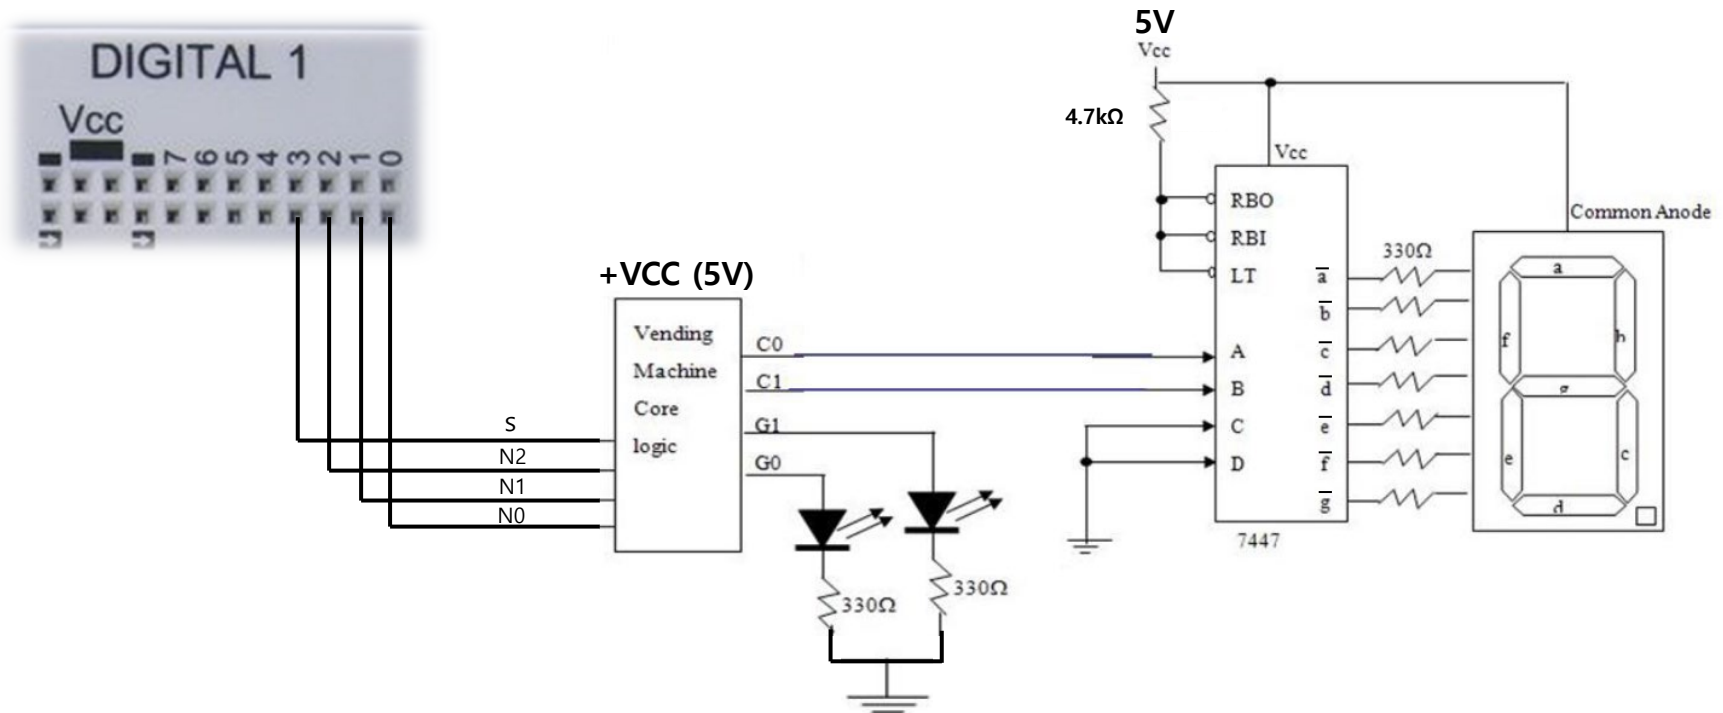 DIGITAL 1
Vcc
7 6 5 4 3 2 1 0
+VCC (5V)
Vending
Machine
Core
logic
S
N2
N1
N0
C0
C1
G1
G0
330Ω
330Ω
5V
Vcc
4.7kΩ
Vcc
RBO
RBI
LT
A
B
C
D
a
b
c
d
e
f
g
7447
330Ω
Common Anode
a
f
b
g
e
c
d